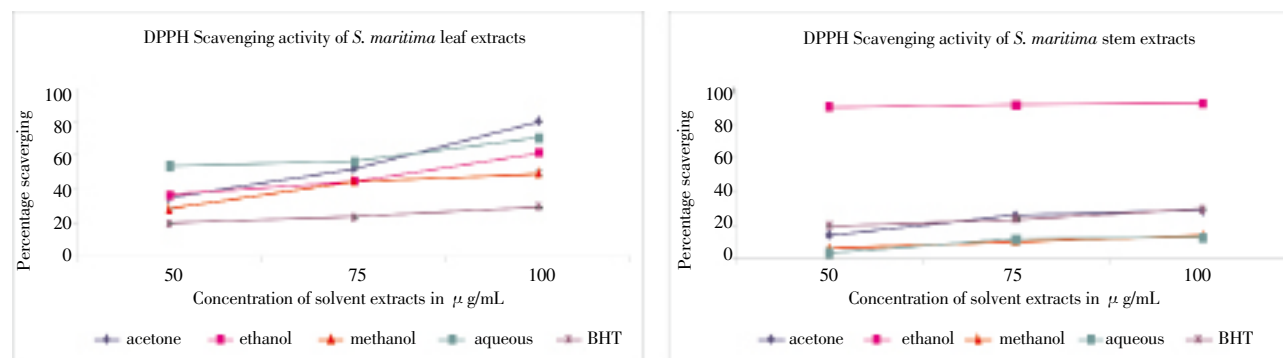 DPPH Scavenging activity of S. maritima leaf extracts
Percentage scaverging
100
80
60
40
20
0
50 75 100
Concentration of solvent extracts in μ g/mL
acetone ethanol methanol aqueous BHT
DPPH Scavenging activity of S. maritima stem extracts
Percentage scaverging
100
80
60
40
20
0
50 75 100
Concentration of solvent extracts in μ g/mL
acetone ethanol methanol aqueous BHT